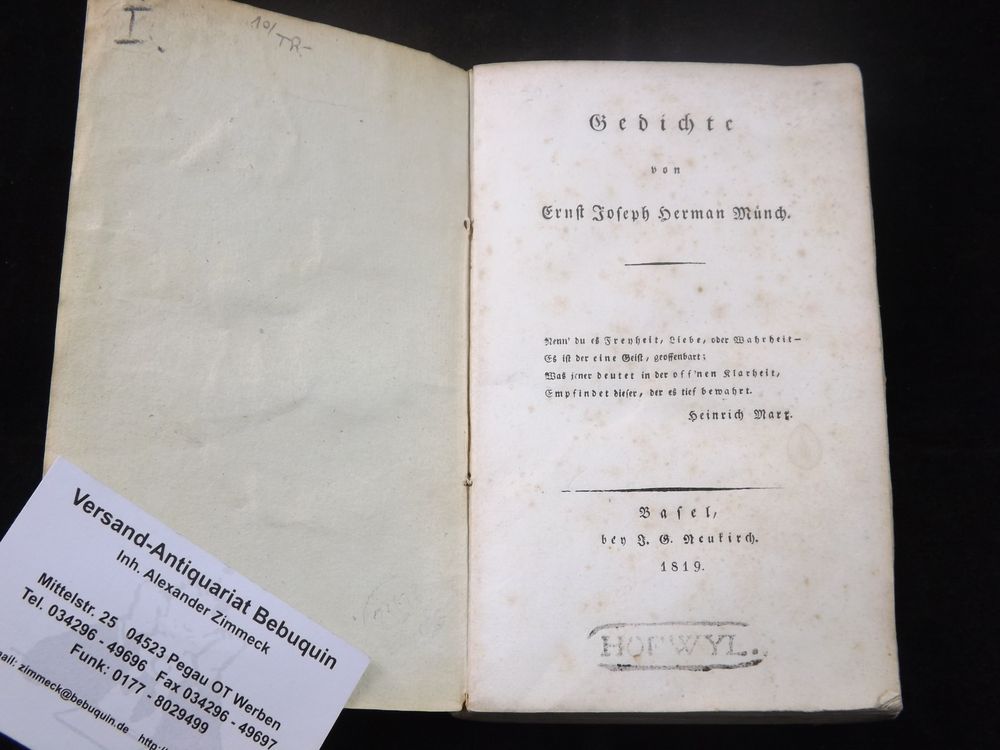 I.
10/
TR-
Gedichte
von
Ernst Joseph Herman Münch.
Nenn' du es Freyheit, Liebe, oder Wahrheit—
Es ist der eine Geist, geoffenbart;
Was jener deutet in der off'nen Klarheit,
Empfindet dieser, der es tief bewahrt.
Heinrich Marx.
Basel,
bey J. G. Neukirch.
1819.
HOFWYL.
Versand-Antiquariat Bebuquin
Inh. Alexander Zimmeck
Mittelstr. 25 04523 Pegau OT Werben
Tel. 034296 - 49696 Fax 034296 - 49697
Funk: 0177 - 8029499
mail: zimmeck@bebuquin.de http:/